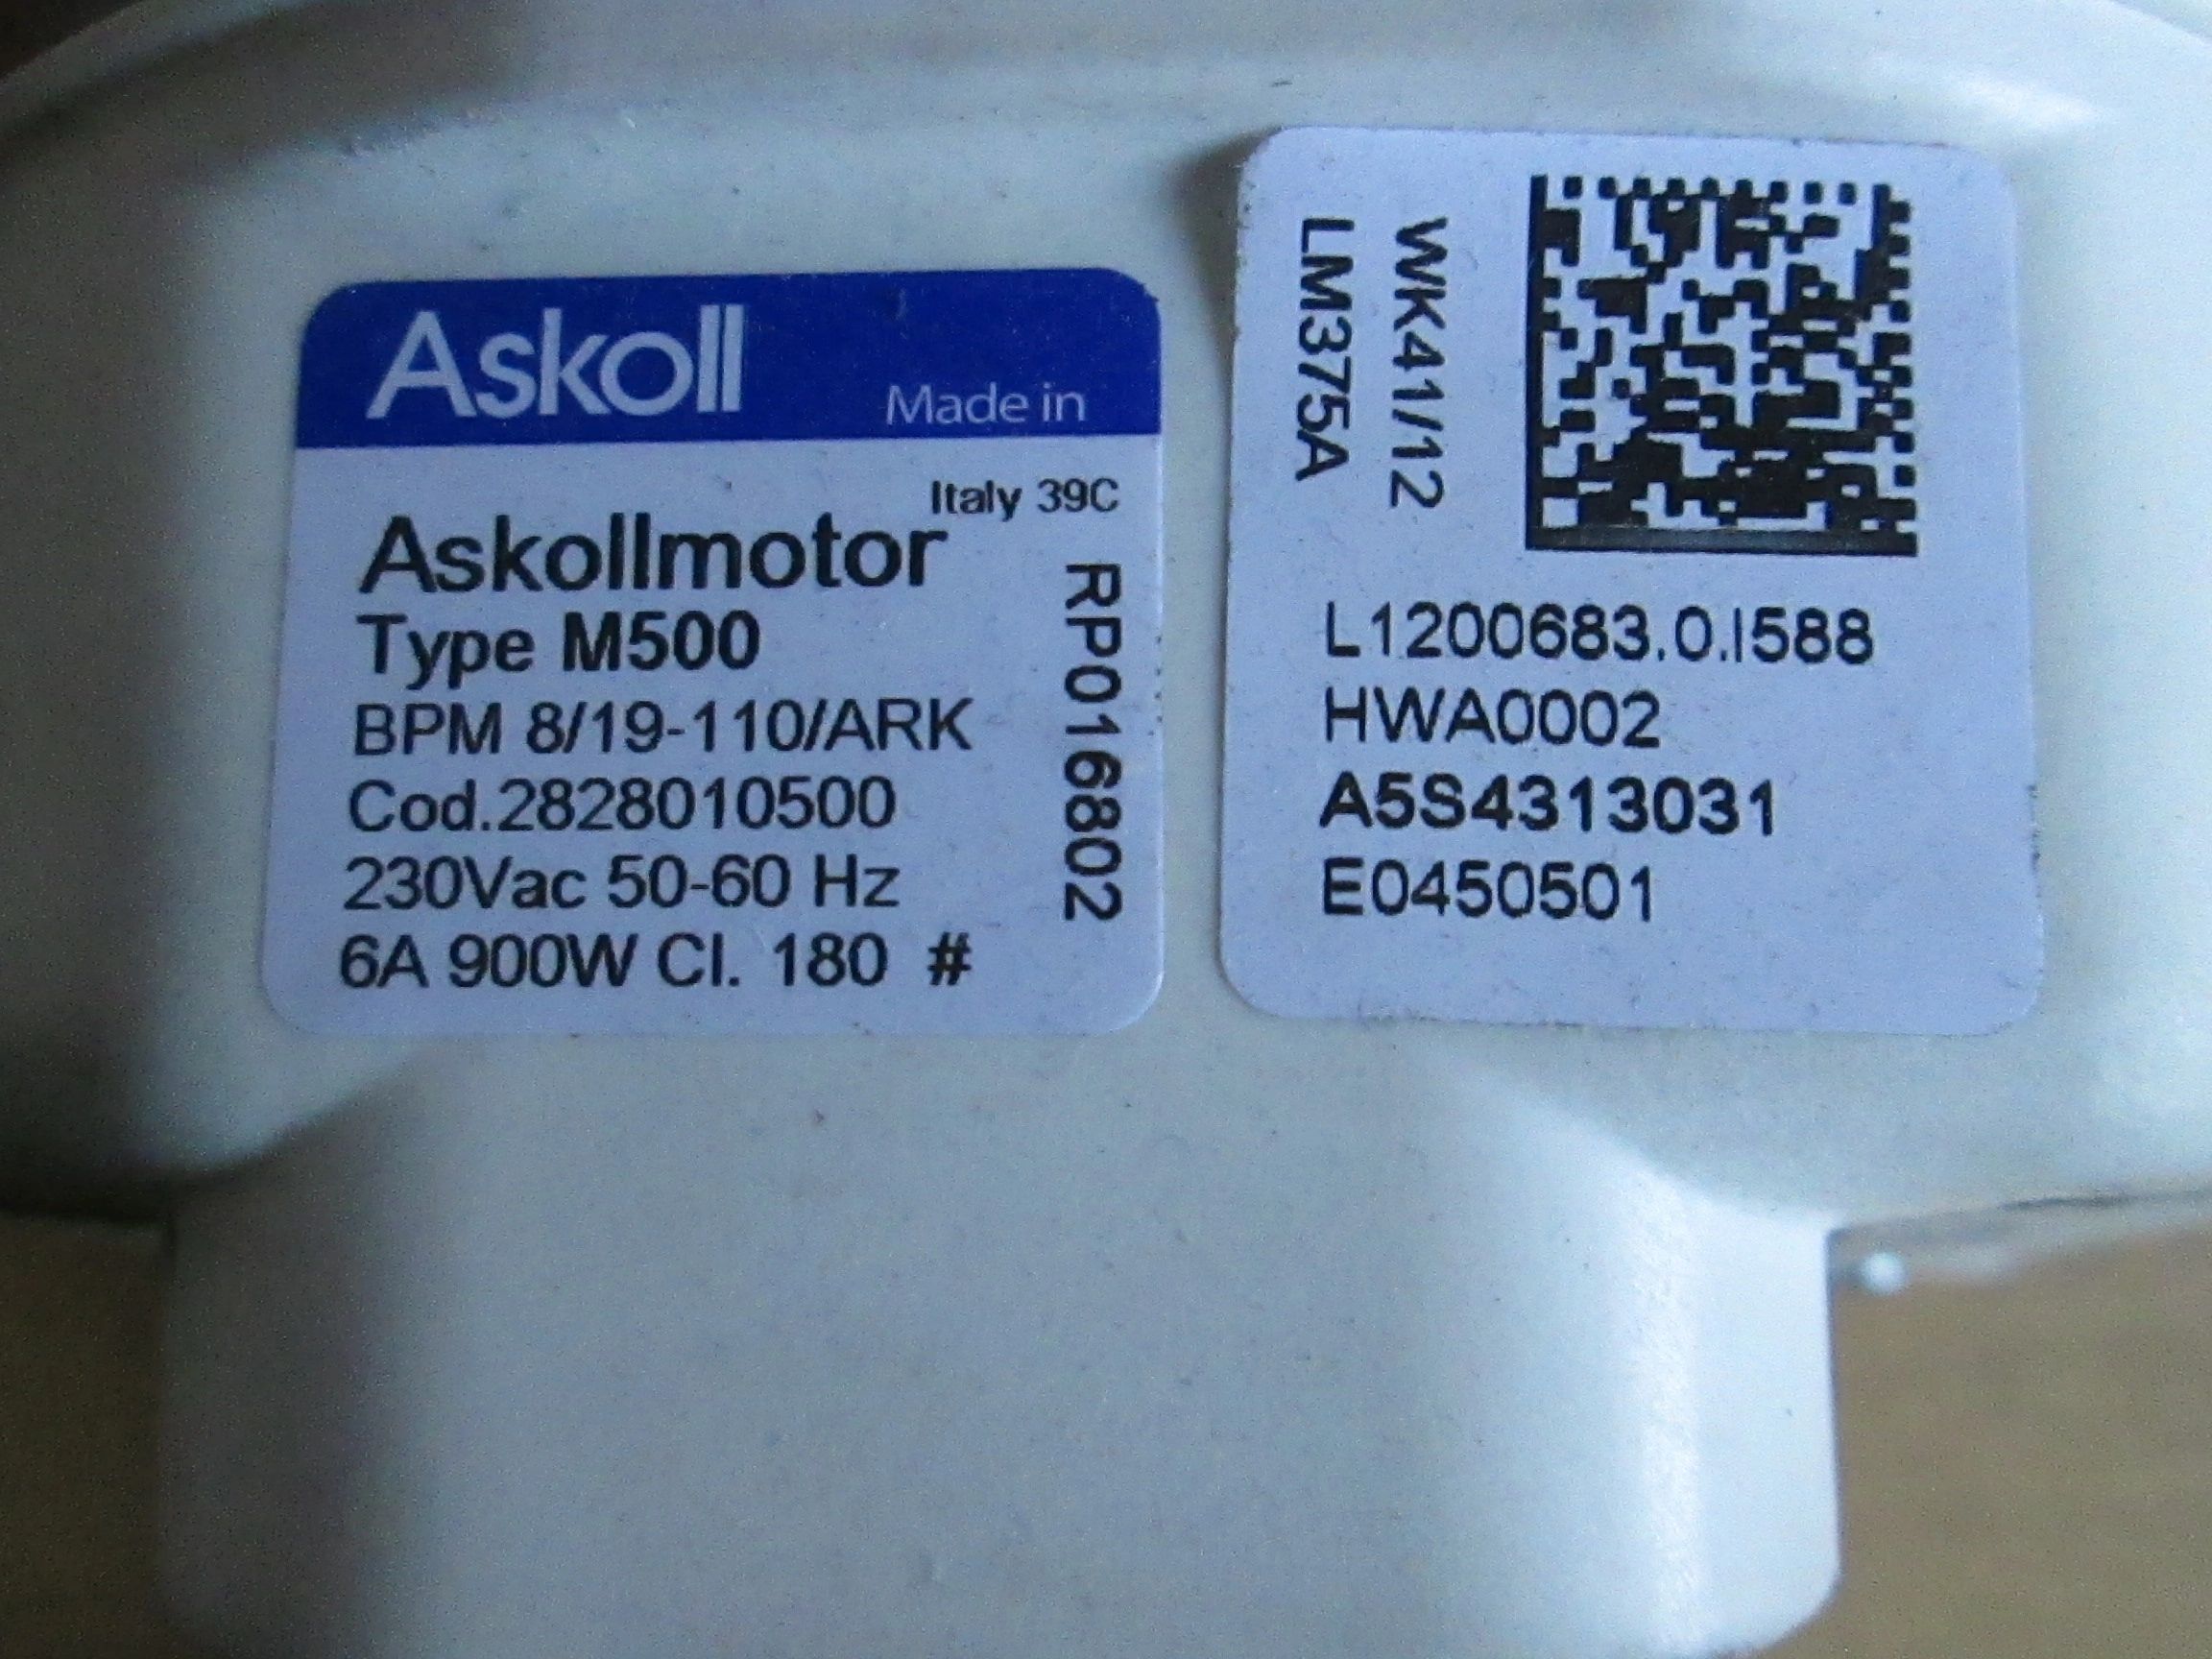 Askoll
Made in
Italy 39C
Askollmotor
Type M500
BPM 8/19-110/ARK
Cod.2828010500
230Vac 50-60 Hz
6A 900W Cl. 180 #
RP016802
WK41/12
LM375A
L1200683.0.I588
HWA0002
A5S4313031
E0450501